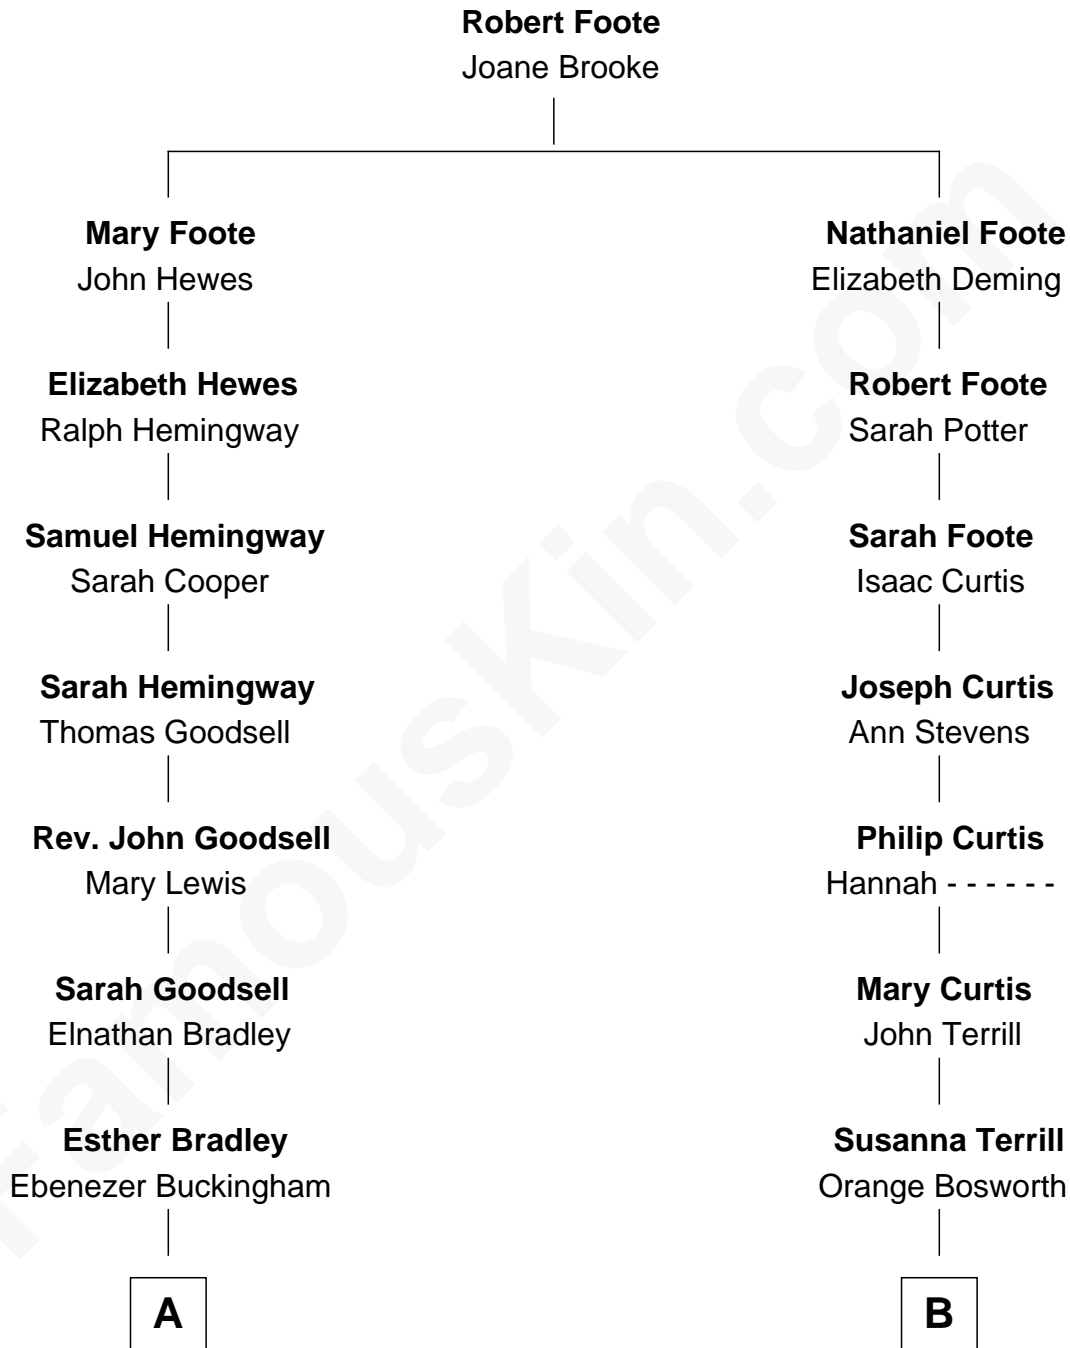 Robert Foote
Joane Brooke
Mary Foote
John Hewes
Nathaniel Foote
Elizabeth Deming
Elizabeth Hewes
Ralph Hemingway
Robert Foote
Sarah Potter
Samuel Hemingway
Sarah Cooper
Sarah Foote
Isaac Curtis
Sarah Hemingway
Thomas Goodsell
Joseph Curtis
Ann Stevens
Rev. John Goodsell
Mary Lewis
Philip Curtis
Hannah - - - - - -
Sarah Goodsell
Elnathan Bradley
Mary Curtis
John Terrill
Esther Bradley
Ebenezer Buckingham
Susanna Terrill
Orange Bosworth
A
B
FamousKin.com